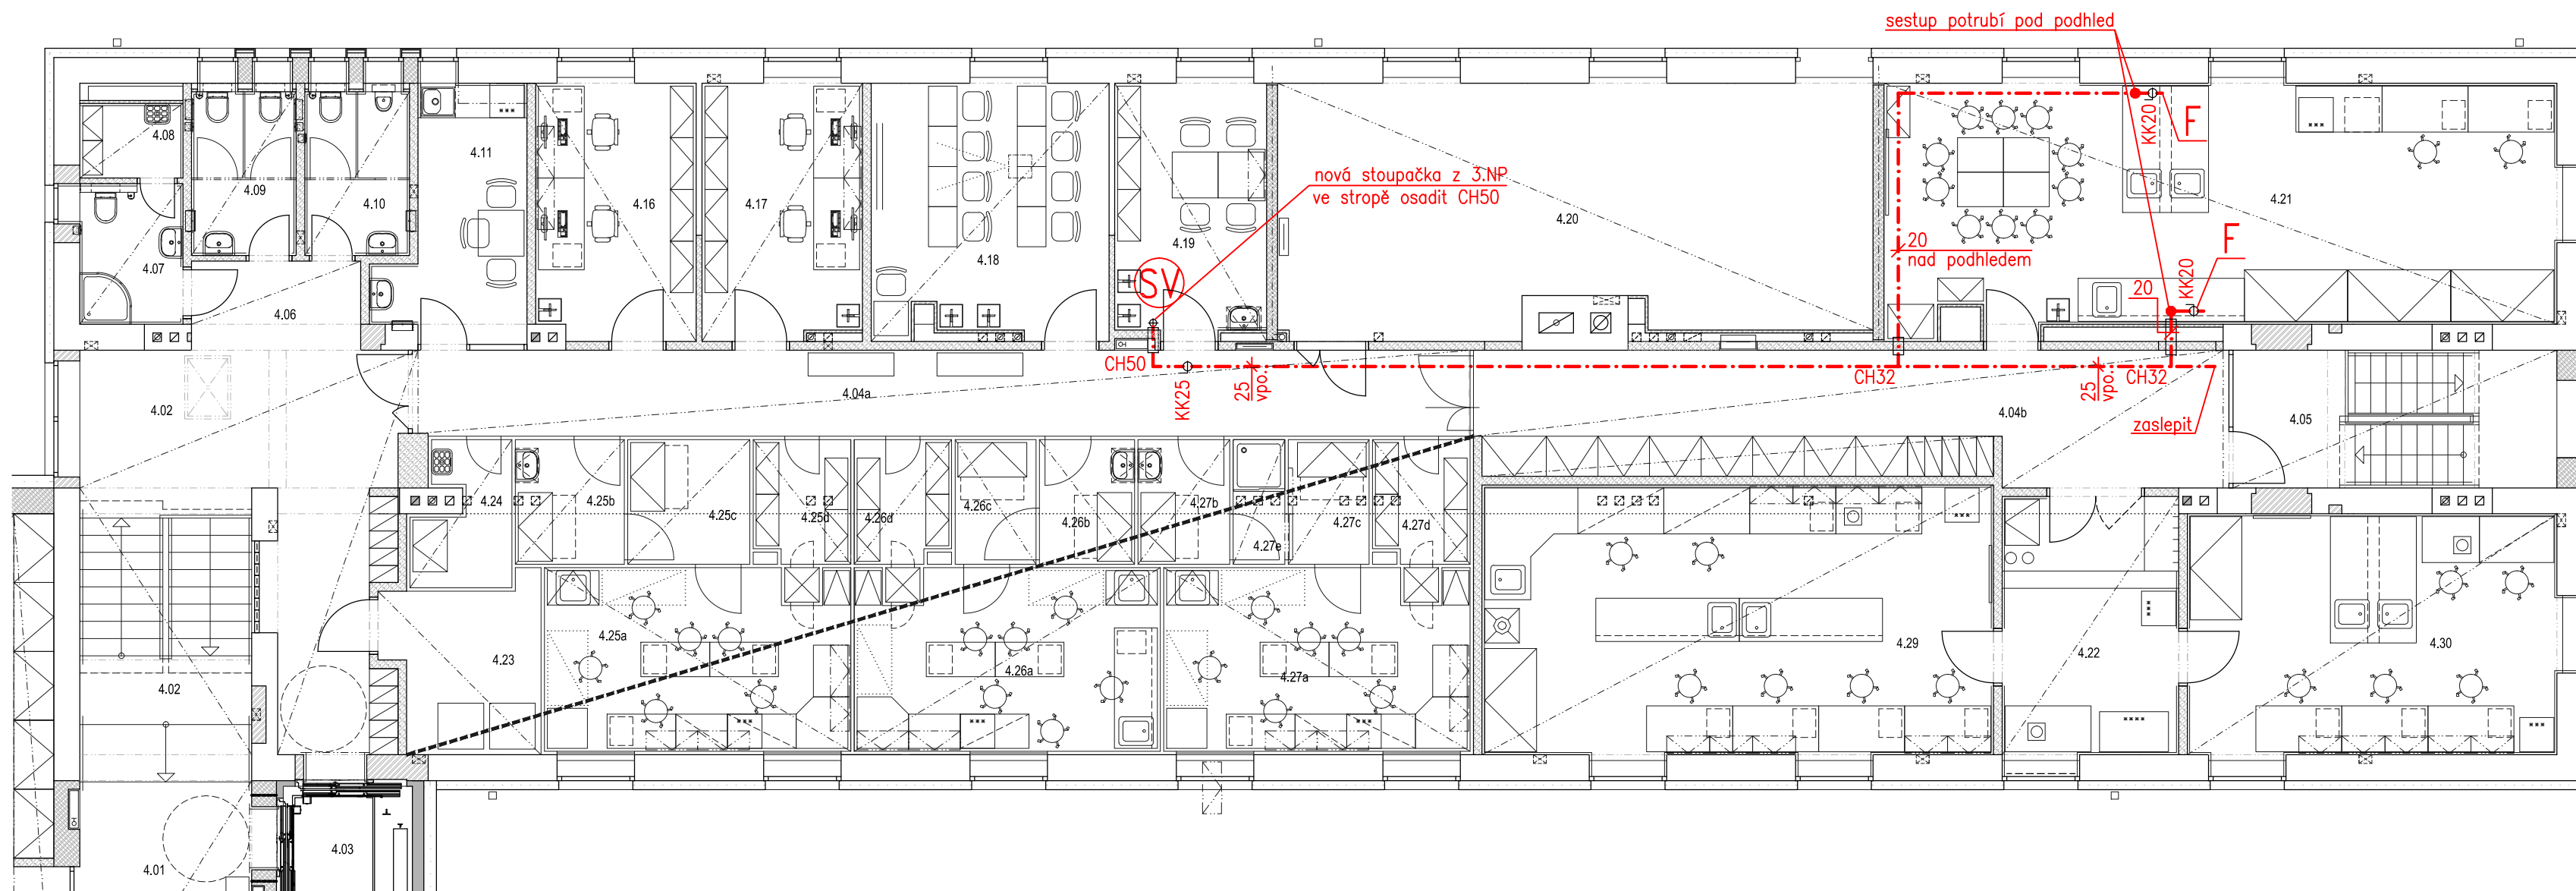 sestup potrubí pod podhled
KK20
F
nová stoupačka z 3.NP
ve stropě osadit CH50
SV
20
nad podhledem
F
KK20
20
CH50
KK25
25
vpo.
CH32
25
vpo.
CH32
zaslepit
4.08
4.09
4.10
4.11
4.16
4.17
4.18
4.19
4.20
4.21
4.07
4.06
4.02
4.04a
4.04b
4.05
4.24
4.25b
4.25c
4.25d
4.26d
4.26c
4.26b
4.27b
4.27e
4.27c
4.27d
4.23
4.25a
4.26a
4.27a
4.29
4.22
4.30
4.02
4.03
4.01